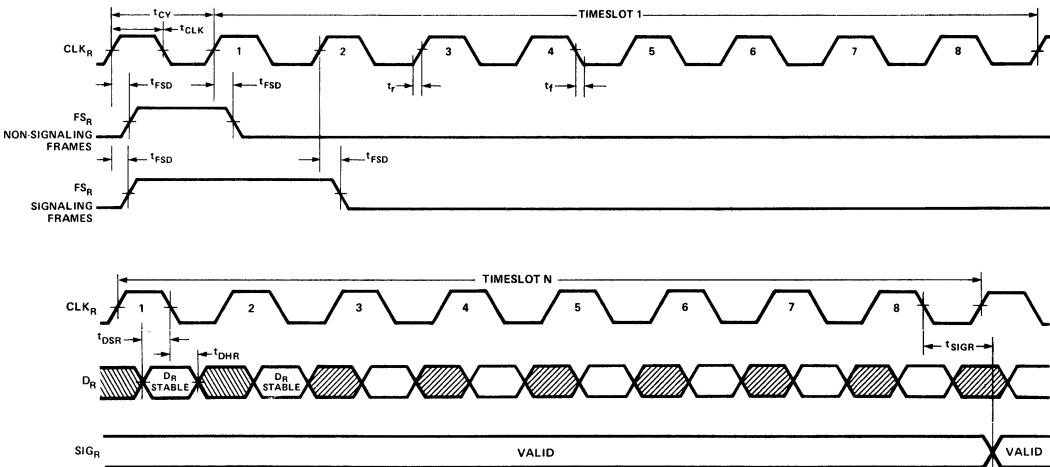 tCY
TIMESLOT 1
tCLK
CLKR
1 2 3 4 5 6 7 8
tFSD tFSD tr tf
FSR
NON-SIGNALING
FRAMES
tFSD tFSD
FSR
SIGNALING
FRAMES
TIMESLOT N
CLKR
1 2 3 4 5 6 7 8
tDSR tDHR tSIGR
DR
DR
STABLE
DR
STABLE
SIGR VALID VALID